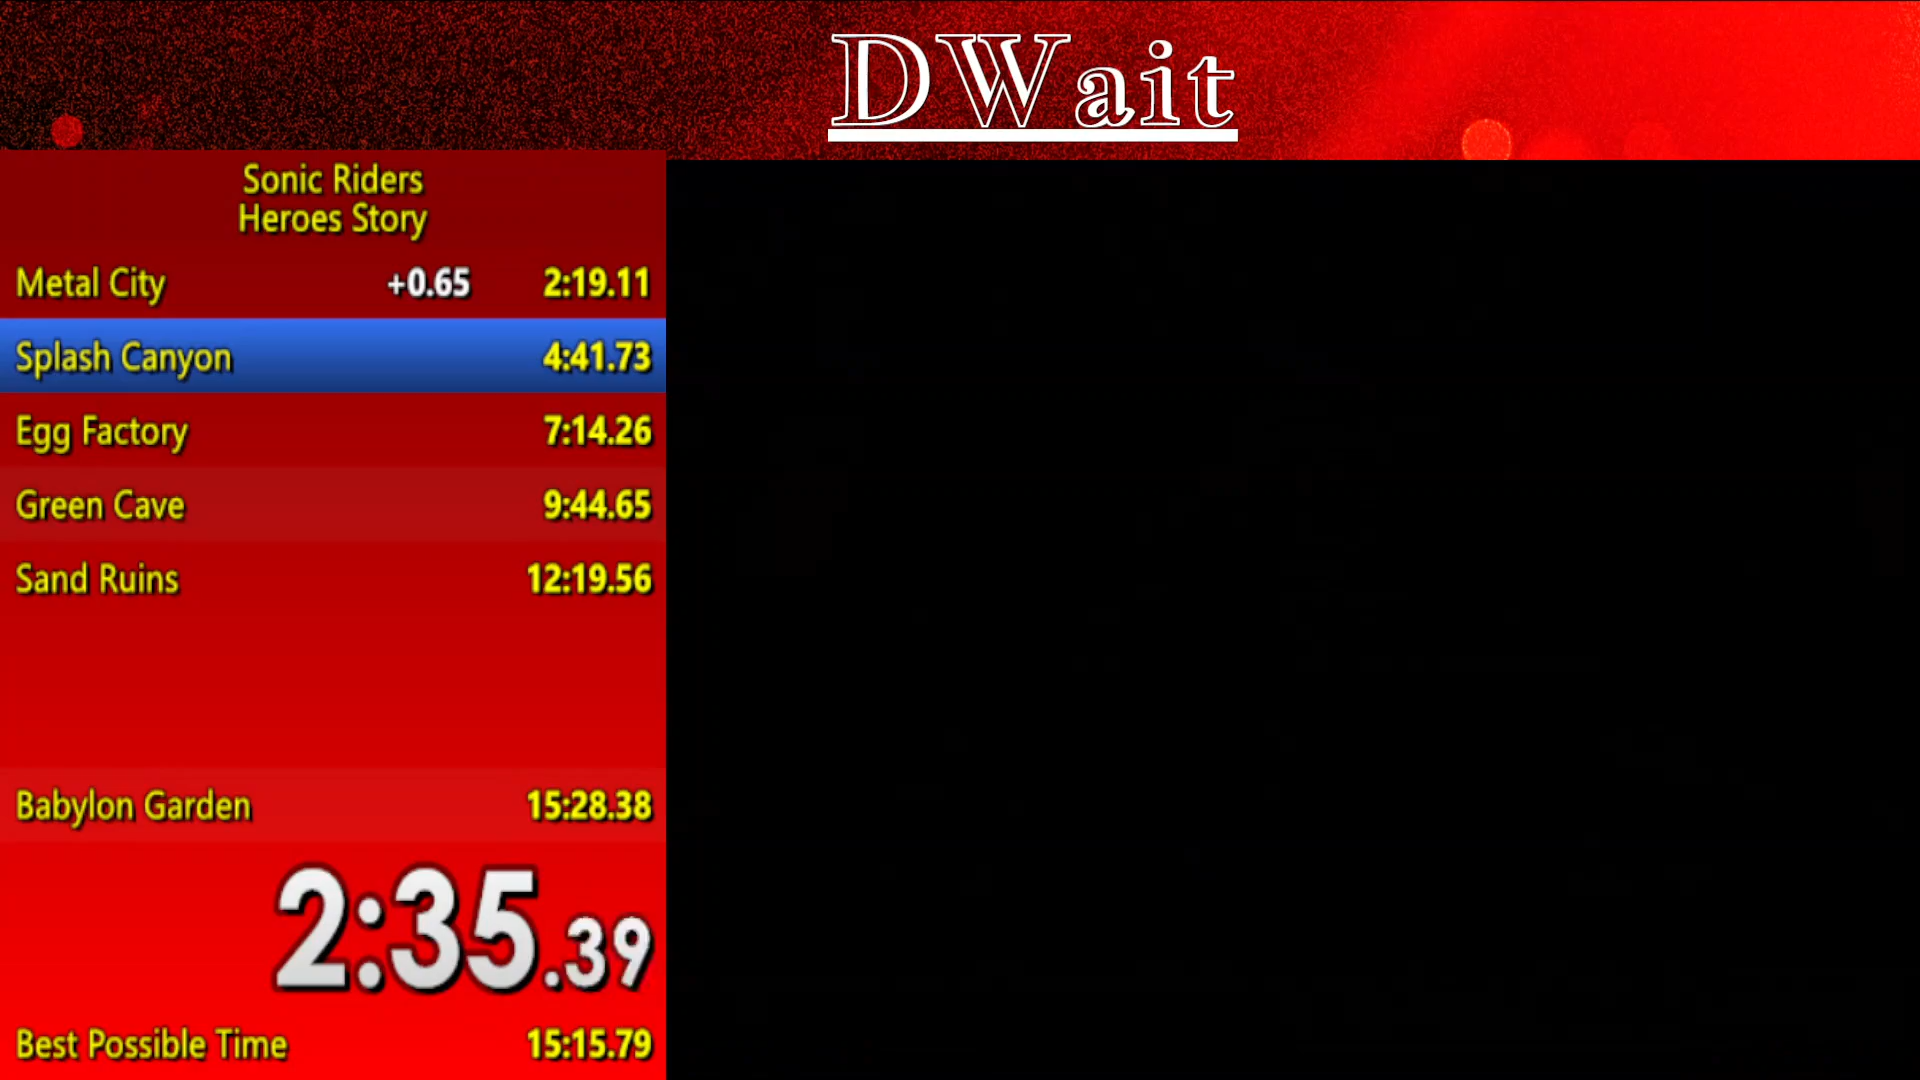 DWait
Sonic Riders
Heroes Story
Metal City +0.65 2:19.11
Splash Canyon 4:41.73
Egg Factory 7:14.26
Green Cave 9:44.65
Sand Ruins 12:19.56
Babylon Garden 15:28.38
2:35.39
Best Possible Time 15:15.79